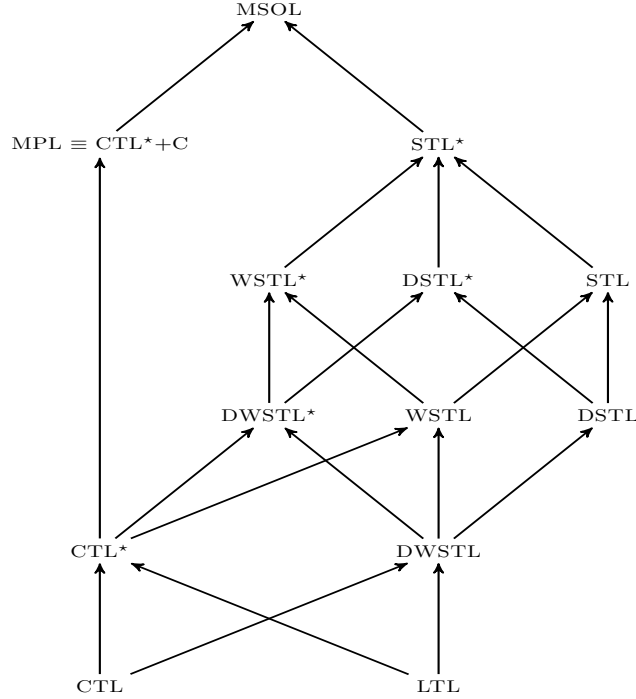 MSOL
MPL ≡ CTL⋆+C
STL⋆
WSTL⋆
DSTL⋆
STL
DWSTL⋆
WSTL
DSTL
CTL⋆
DWSTL
CTL
LTL